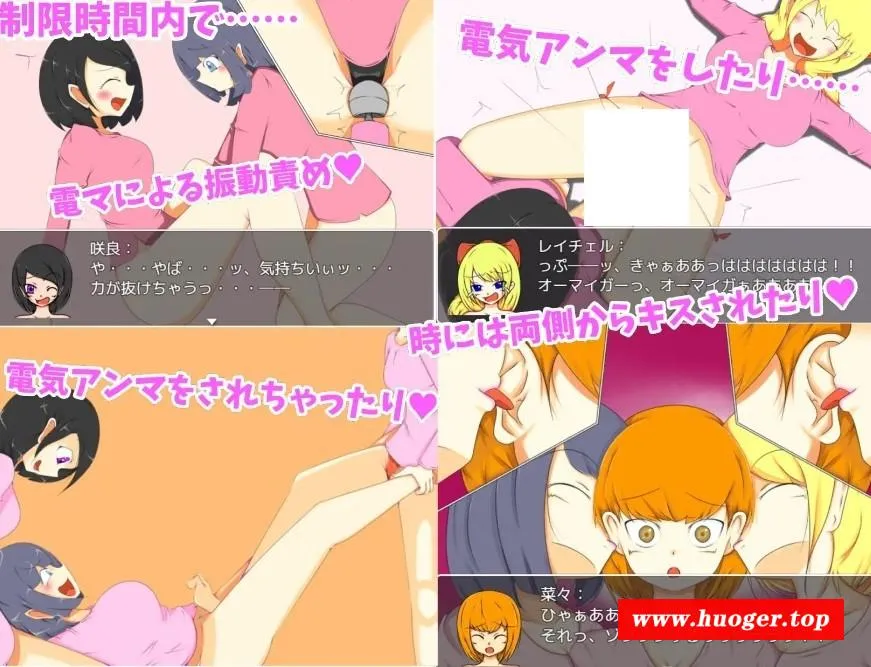 制限時間内で……
電マによる振動責め♥
咲良：
や・・・やば・・・ッ、気持ちいぃッ・・・
力が抜けちゃうっ・・・――
電気アンマをしたり……
レイチェル：
っぷ――ッ、きゃぁああっはははははははは！！
オーマイガーっ、オーマイガぁ
電気アンマをされちゃったり♥
時には両側からキスされたり♥
菜々：
ひゃぁああ
それっ、
www.huoger.top